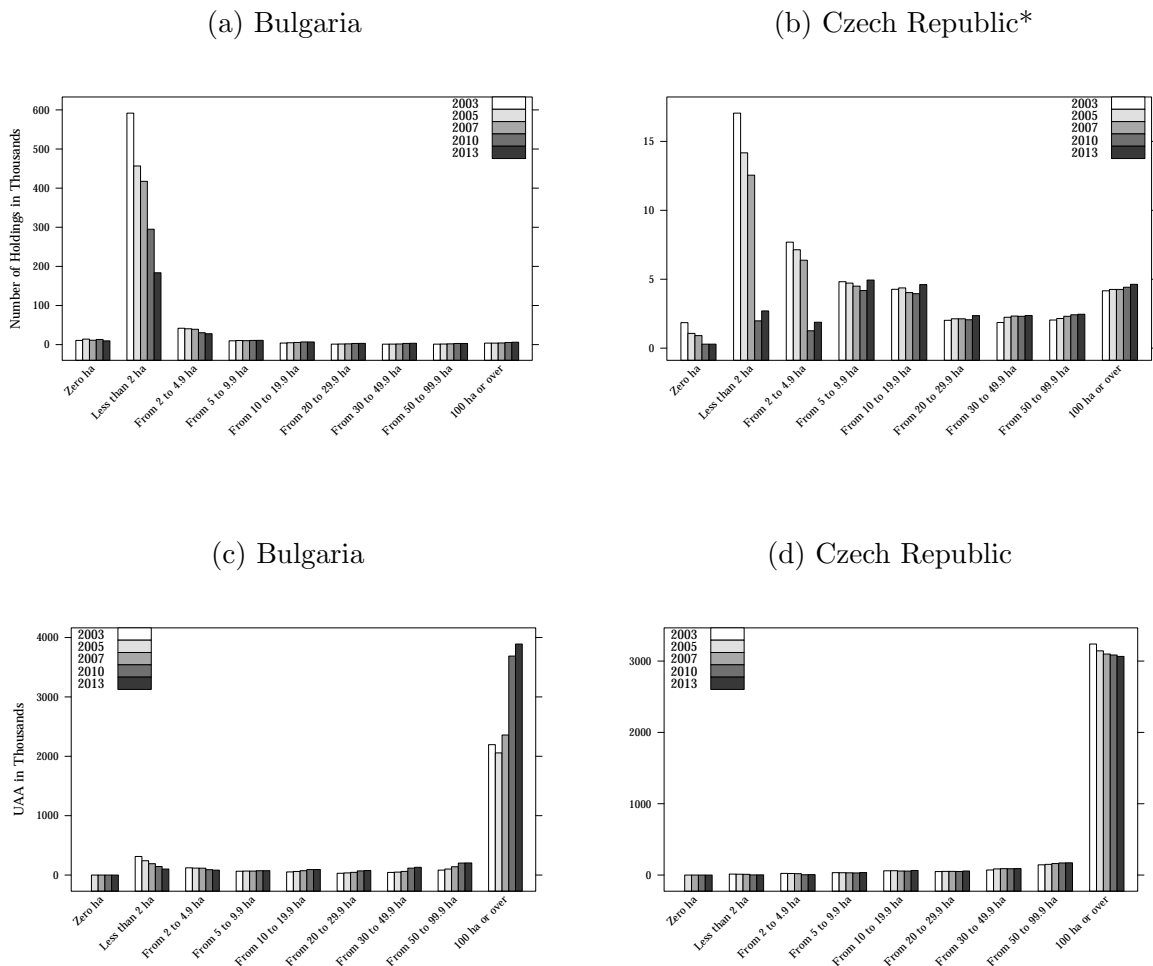 (a) Bulgaria
(b) Czech Republic*
Number of Holdings in Thousands
600
500
400
300
200
100
0
2003
2005
2007
2010
2013
Zero ha
Less than 2 ha
From 2 to 4.9 ha
From 5 to 9.9 ha
From 10 to 19.9 ha
From 20 to 29.9 ha
From 30 to 49.9 ha
From 50 to 99.9 ha
100 ha or over
15
10
5
0
2003
2005
2007
2010
2013
Zero ha
Less than 2 ha
From 2 to 4.9 ha
From 5 to 9.9 ha
From 10 to 19.9 ha
From 20 to 29.9 ha
From 30 to 49.9 ha
From 50 to 99.9 ha
100 ha or over
(c) Bulgaria
(d) Czech Republic
UAA in Thousands
4000
3000
2000
1000
0
2003
2005
2007
2010
2013
Zero ha
Less than 2 ha
From 2 to 4.9 ha
From 5 to 9.9 ha
From 10 to 19.9 ha
From 20 to 29.9 ha
From 30 to 49.9 ha
From 50 to 99.9 ha
100 ha or over
3000
2000
1000
0
2003
2005
2007
2010
2013
Zero ha
Less than 2 ha
From 2 to 4.9 ha
From 5 to 9.9 ha
From 10 to 19.9 ha
From 20 to 29.9 ha
From 30 to 49.9 ha
From 50 to 99.9 ha
100 ha or over